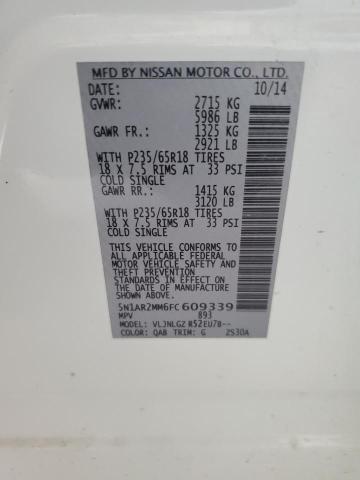 MFD BY NISSAN MOTOR CO., LTD.
DATE: 10/14
GVWR: 2715 KG
5986 LB
GAWR FR.: 1325 KG
2921 LB
WITH P235/65R18 TIRES
18 X 7.5 RIMS AT 33 PSI
COLD SINGLE
GAWR RR.: 1415 KG
3120 LB
WITH P235/65R18 TIRES
18 X 7.5 RIMS AT 33 PSI
COLD SINGLE
THIS VEHICLE CONFORMS TO
ALL APPLICABLE FEDERAL
MOTOR VEHICLE SAFETY
STANDARDS IN EFFECT ON
THE DATE OF MANUFACTURE
SHOWN ABOVE.
5N1AR2MM6FC609339
MPV 893
MODEL: VLJNLGZ R52EU7B--
COLOR: QAB TRIM: G 2S30A